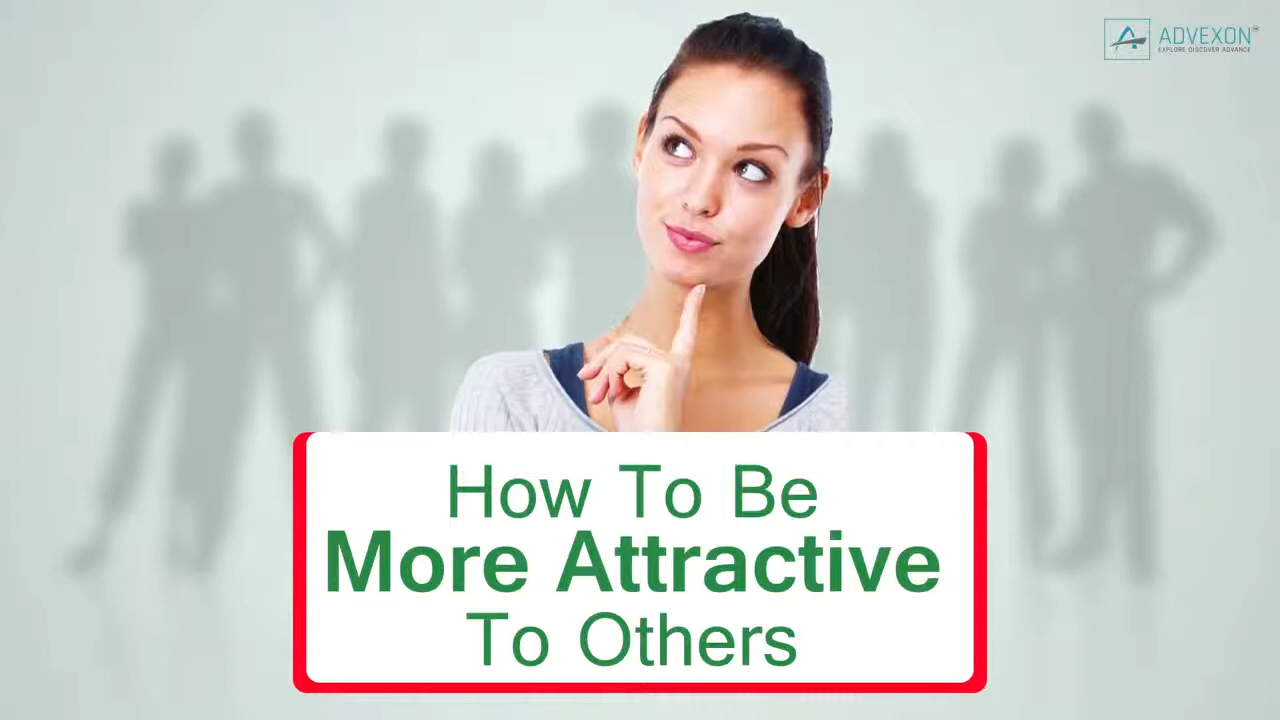 ADVEXON™
EXPLORE DISCOVER ADVANCE
How To Be
More Attractive
To Others